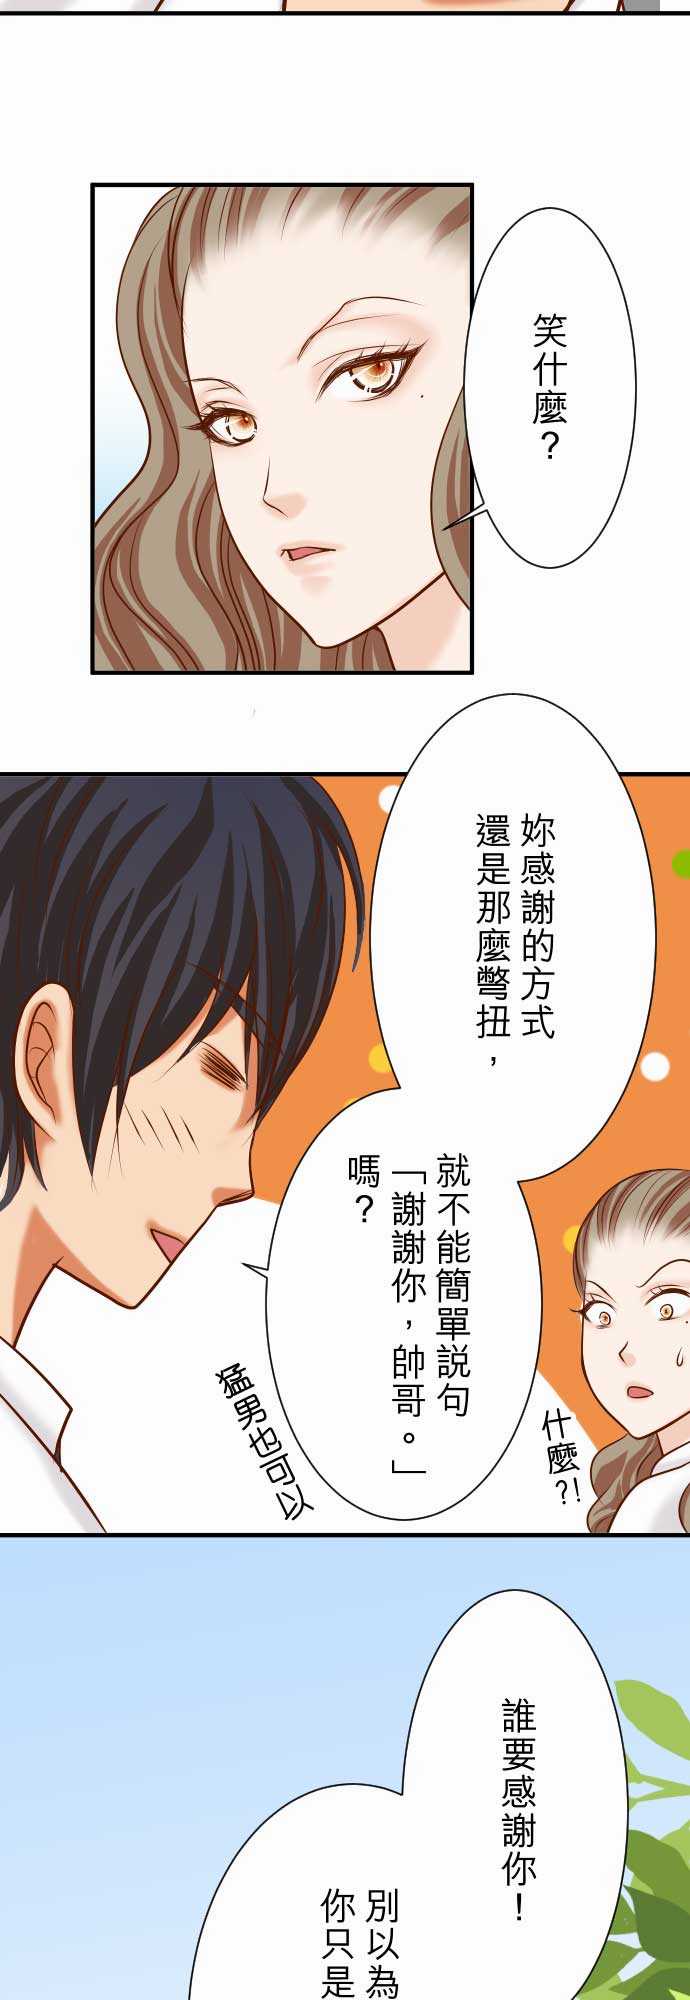 笑什麼？
妳感謝的方式
還是那麼彆扭，
就不能簡單說句
「謝謝你，帥哥。」
嗎？
猛男也可以
什麼?!
誰要感謝你！
別以為
你只是